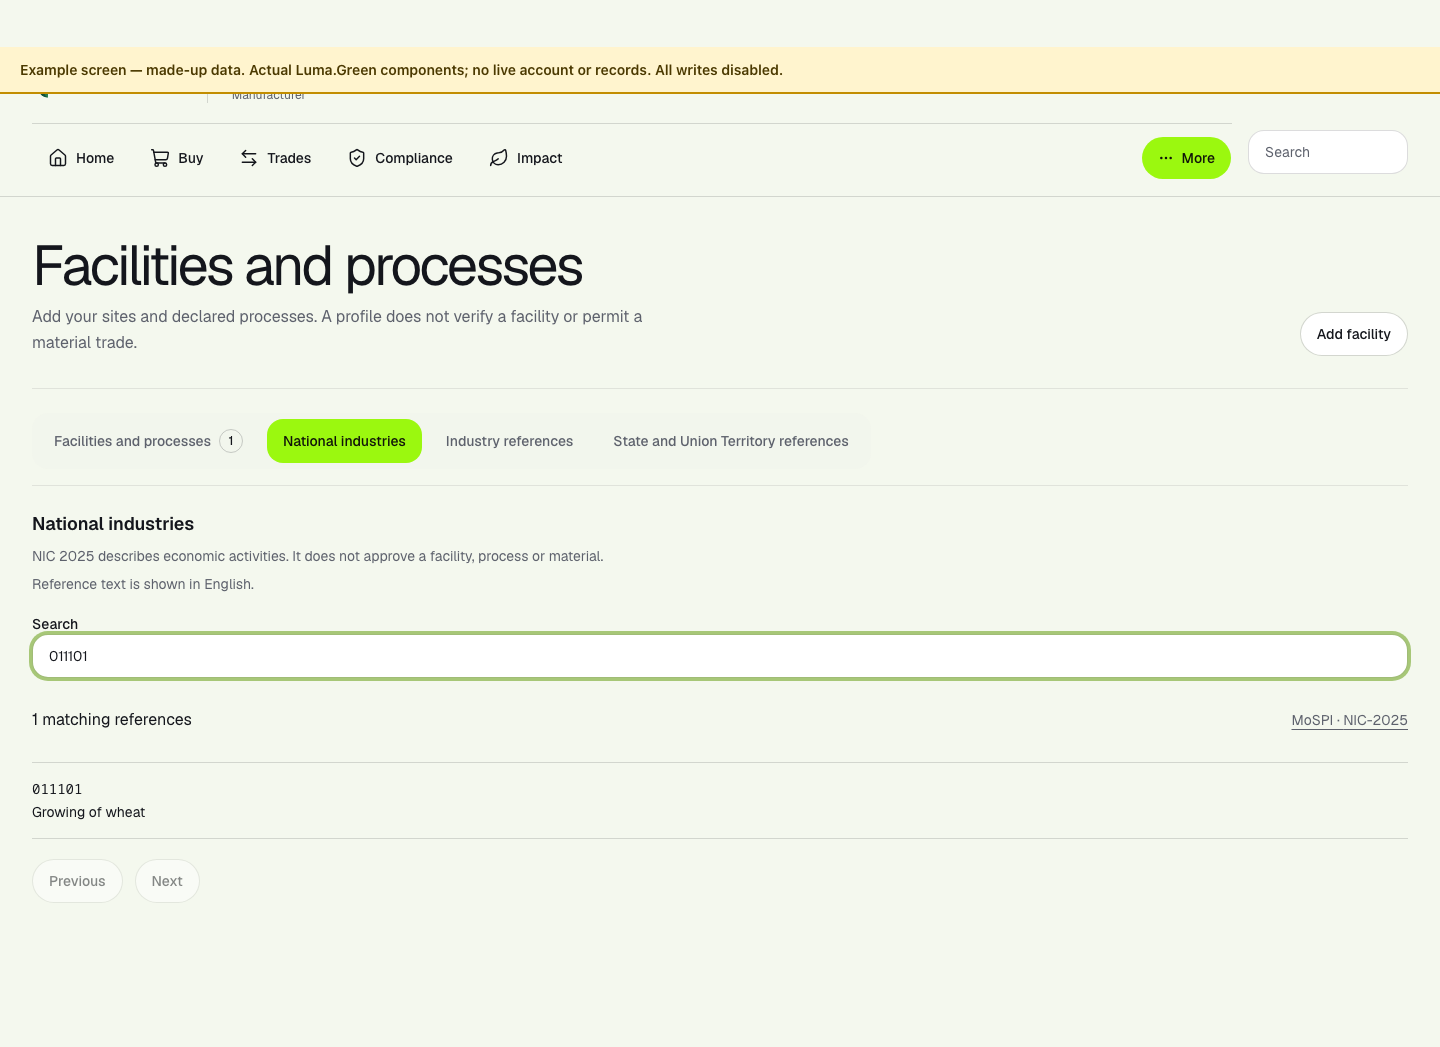 Example screen — made-up data. Actual Luma.Green components; no live account or records. All writes disabled.
Manufacturer
Home
Buy
Trades
Compliance
Impact
More
Search
Facilities and processes
Add your sites and declared processes. A profile does not verify a facility or permit a
material trade.
Add facility
Facilities and processes 1
National industries
Industry references
State and Union Territory references
National industries
NIC 2025 describes economic activities. It does not approve a facility, process or material.
Reference text is shown in English.
Search
011101
1 matching references
MoSPI · NIC-2025
011101
Growing of wheat
Previous
Next